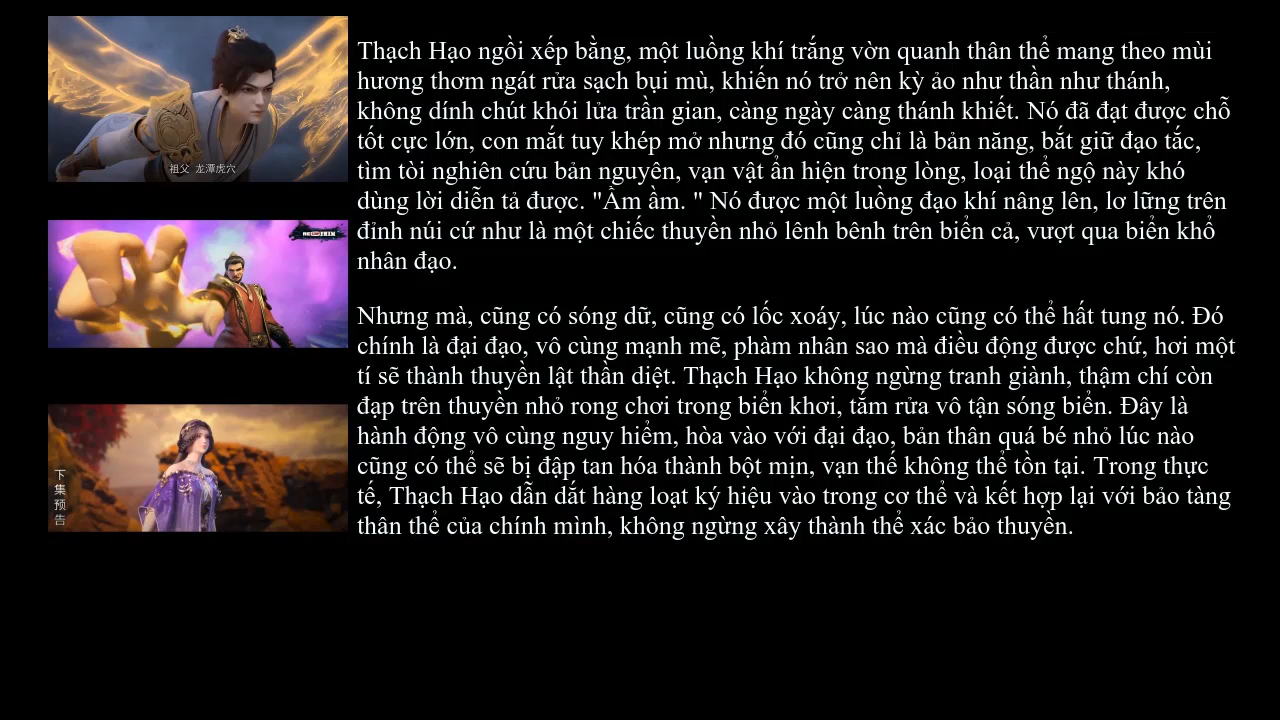 祖父 龙潭虎穴
下集预告
Thạch Hạo ngồi xếp bằng, một luồng khí trắng vờn quanh thân thể mang theo mùi
hương thơm ngát rửa sạch bụi mù, khiến nó trở nên kỳ ảo như thần như thánh,
không dính chút khói lửa trần gian, càng ngày càng thánh khiết. Nó đã đạt được chỗ
tốt cực lớn, con mắt tuy khép mở nhưng đó cũng chỉ là bản năng, bắt giữ đạo tắc,
tìm tòi nghiên cứu bản nguyên, vạn vật ẩn hiện trong lòng, loại thể ngộ này khó
dùng lời diễn tả được. "Ầm ầm. " Nó được một luồng đạo khí nâng lên, lơ lững trên
đỉnh núi cứ như là một chiếc thuyền nhỏ lênh bênh trên biển cả, vượt qua biển khổ
nhân đạo.
Nhưng mà, cũng có sóng dữ, cũng có lốc xoáy, lúc nào cũng có thể hất tung nó. Đó
chính là đại đạo, vô cùng mạnh mẽ, phàm nhân sao mà điều động được chứ, hơi một
tí sẽ thành thuyền lật thần diệt. Thạch Hạo không ngừng tranh giành, thậm chí còn
đạp trên thuyền nhỏ rong chơi trong biển khơi, tắm rửa vô tận sóng biển. Đây là
hành động vô cùng nguy hiểm, hòa vào với đại đạo, bản thân quá bé nhỏ lúc nào
cũng có thể sẽ bị đập tan hóa thành bột mịn, vạn thế không thể tồn tại. Trong thực
tế, Thạch Hạo dẫn dắt hàng loạt ký hiệu vào trong cơ thể và kết hợp lại với bảo tàng
thân thể của chính mình, không ngừng xây thành thể xác bảo thuyền.